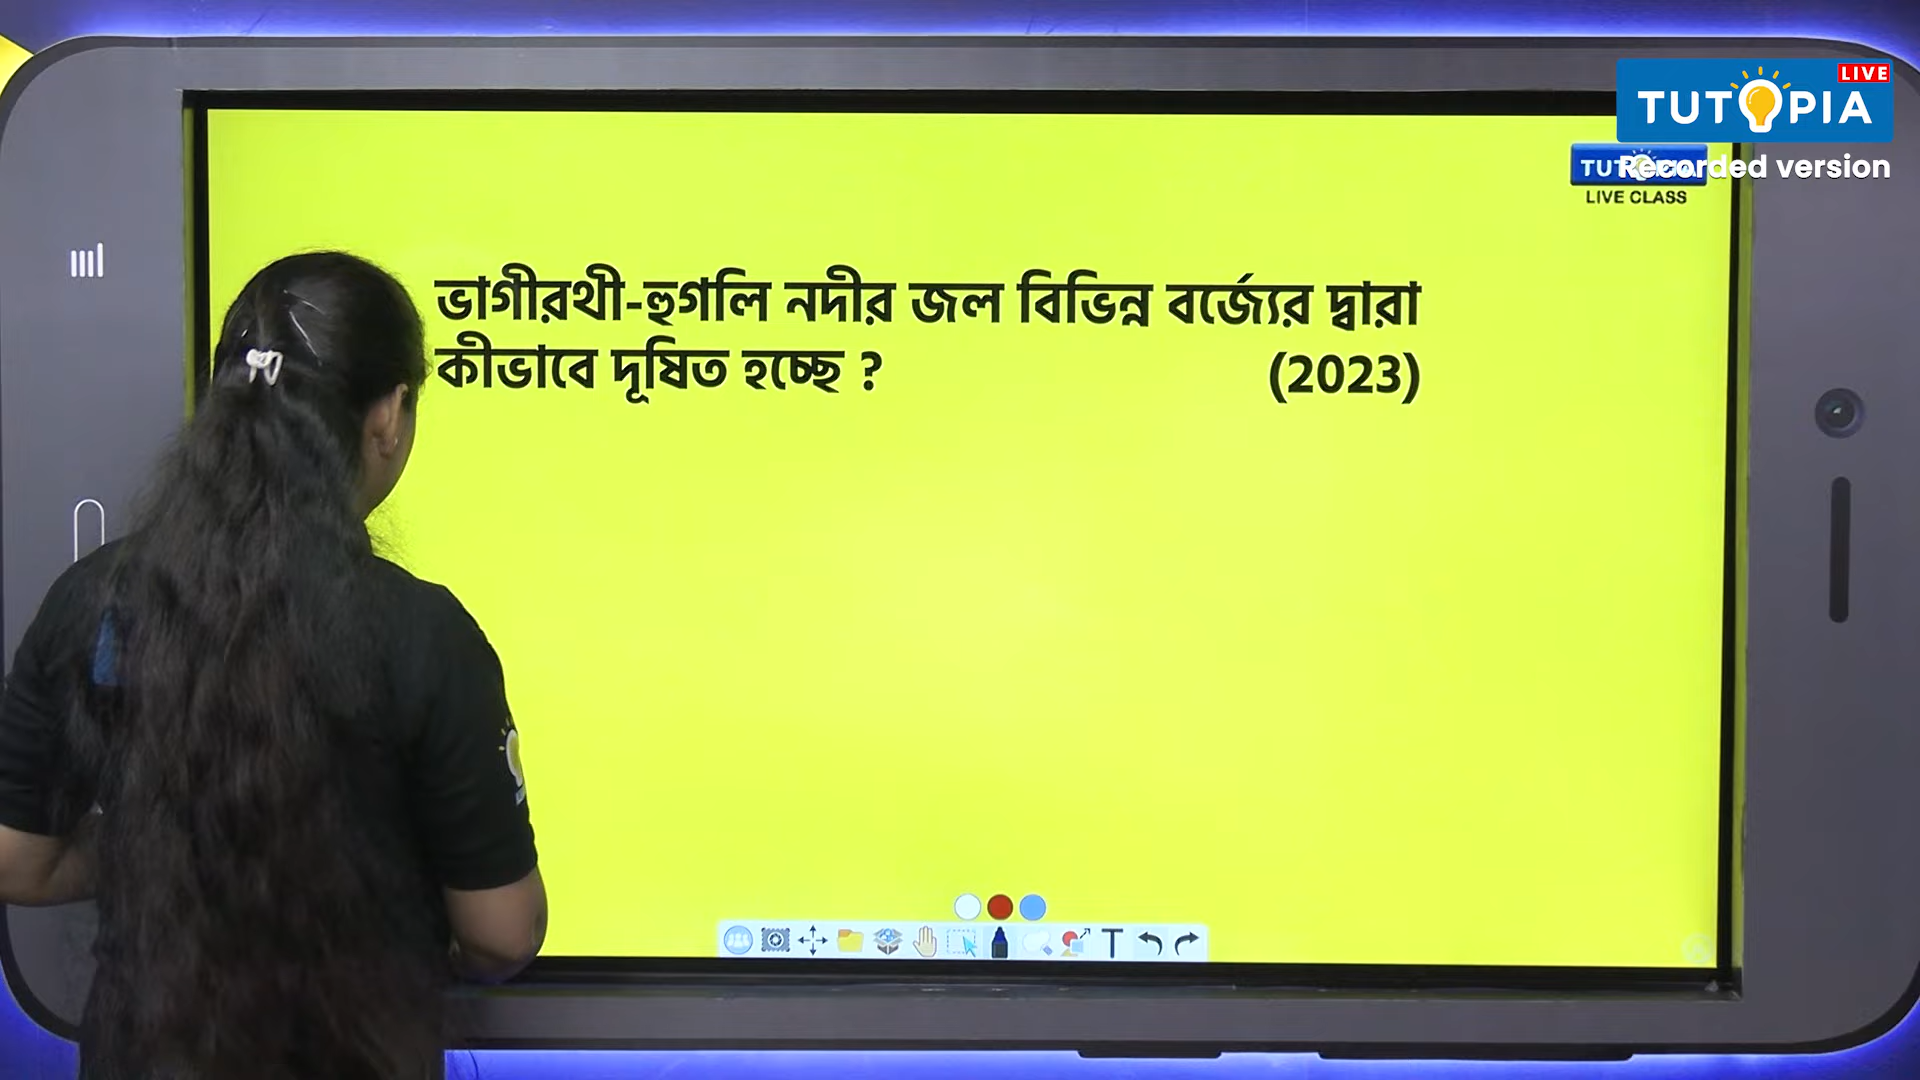 LIVE
TUTOPIA
Recorded version
LIVE CLASS
ভাগীরথী-হুগলি নদীর জল বিভিন্ন বর্জ্যের দ্বারা
কীভাবে দূষিত হচ্ছে ? (2023)
T